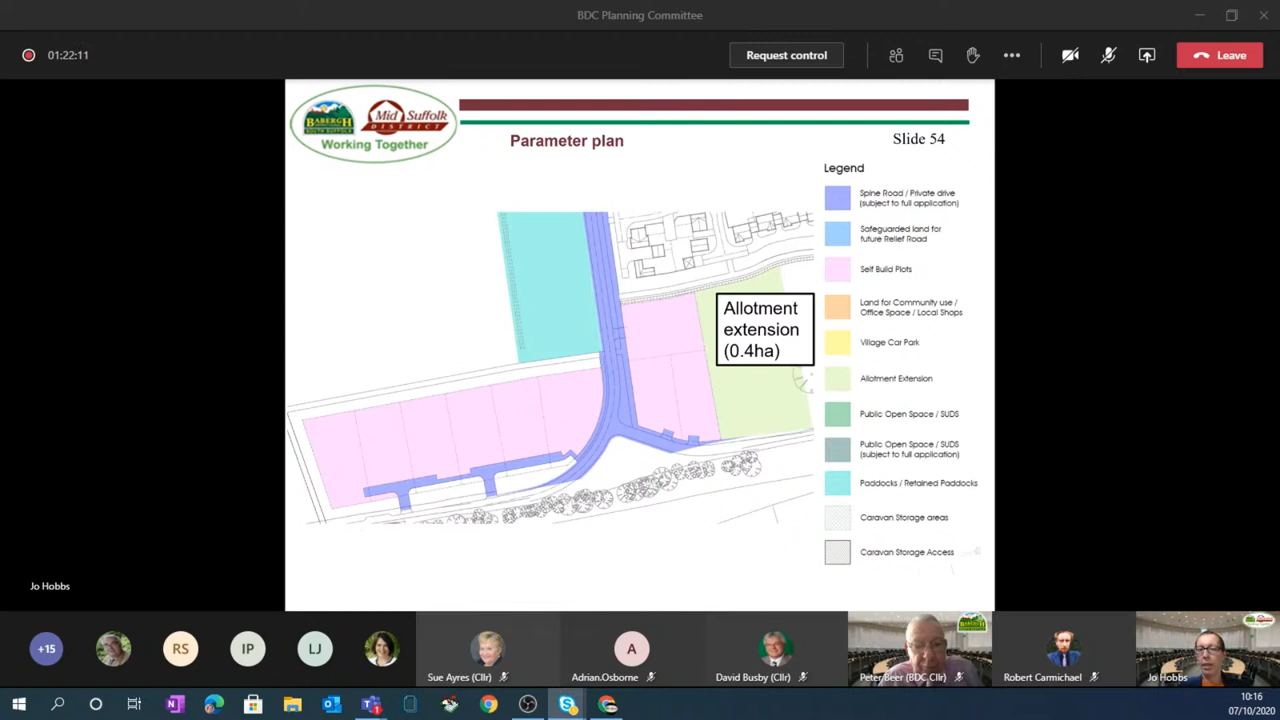 BDC Planning Committee
01:22:11
Request control
Leave
BABERGH
SOUTH SUFFOLK
Mid Suffolk
DISTRICT
Working Together
Parameter plan
Slide 54
Legend
Spine Road / Private drive
(subject to full application)
Safeguarded land for
future Relief Road
Self Build Plots
Land for Community use /
Office Space / Local Shops
Village Car Park
Allotment Extension
Public Open Space / SUDS
Public Open Space / SUDS
(subject to full application)
Paddocks / Retained Paddocks
Caravan Storage areas
Caravan Storage Access
Allotment
extension
(0.4ha)
Jo Hobbs
+15
RS
IP
LJ
A
Sue Ayres (Cllr)
Adrian.Osborne
David Busby (Cllr)
Peter Beer (BDC Cllr)
Robert Carmichael
Jo Hobbs
10:16
07/10/2020